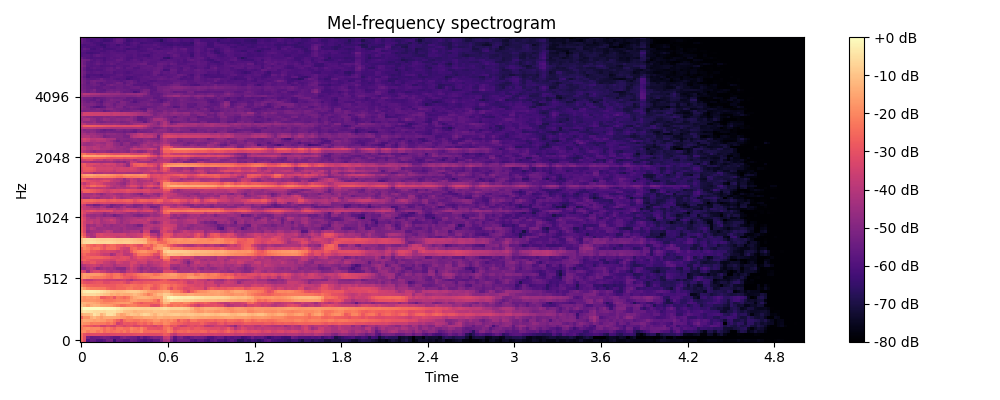 Mel-frequency spectrogram
Hz
4096
2048
1024
512
0
0 0.6 1.2 1.8 2.4 3 3.6 4.2 4.8
Time
+0 dB
-10 dB
-20 dB
-30 dB
-40 dB
-50 dB
-60 dB
-70 dB
-80 dB